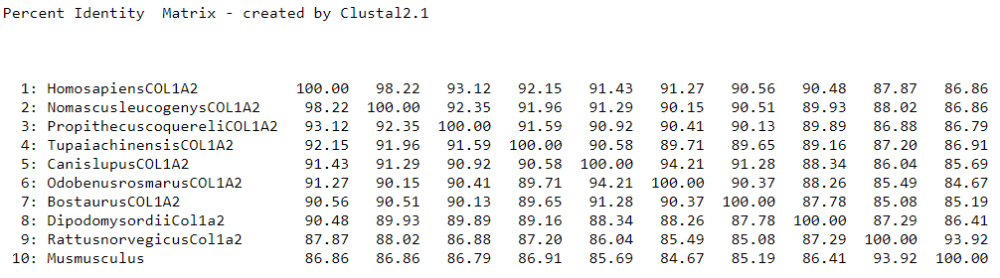 Percent Identity  Matrix - created by Clustal2.1
1: HomosapiensCOL1A2 100.00 98.22 93.12 92.15 91.43 91.27 90.56 90.48 87.87 86.86
2: NomascusleucogenysCOL1A2 98.22 100.00 92.35 91.96 91.29 90.15 90.51 89.93 88.02 86.86
3: PropithecuscoquereliCOL1A2 93.12 92.35 100.00 91.59 90.92 90.41 90.13 89.89 86.88 86.79
4: TupaiachinensisCOL1A2 92.15 91.96 91.59 100.00 90.58 89.71 89.65 89.16 87.20 86.91
5: CanislupusCOL1A2 91.43 91.29 90.92 90.58 100.00 94.21 91.28 88.34 86.04 85.69
6: OdobenusrosmarusCOL1A2 91.27 90.15 90.41 89.71 94.21 100.00 90.37 88.26 85.49 84.67
7: BostaurusCOL1A2 90.56 90.51 90.13 89.65 91.28 90.37 100.00 87.78 85.08 85.19
8: DipodomysordiiCol1a2 90.48 89.93 89.89 89.16 88.34 88.26 87.78 100.00 87.29 86.41
9: RattusnorvegicusCol1a2 87.87 88.02 86.88 87.20 86.04 85.49 85.08 87.29 100.00 93.92
10: Musmusculus 86.86 86.86 86.79 86.91 85.69 84.67 85.19 86.41 93.92 100.00